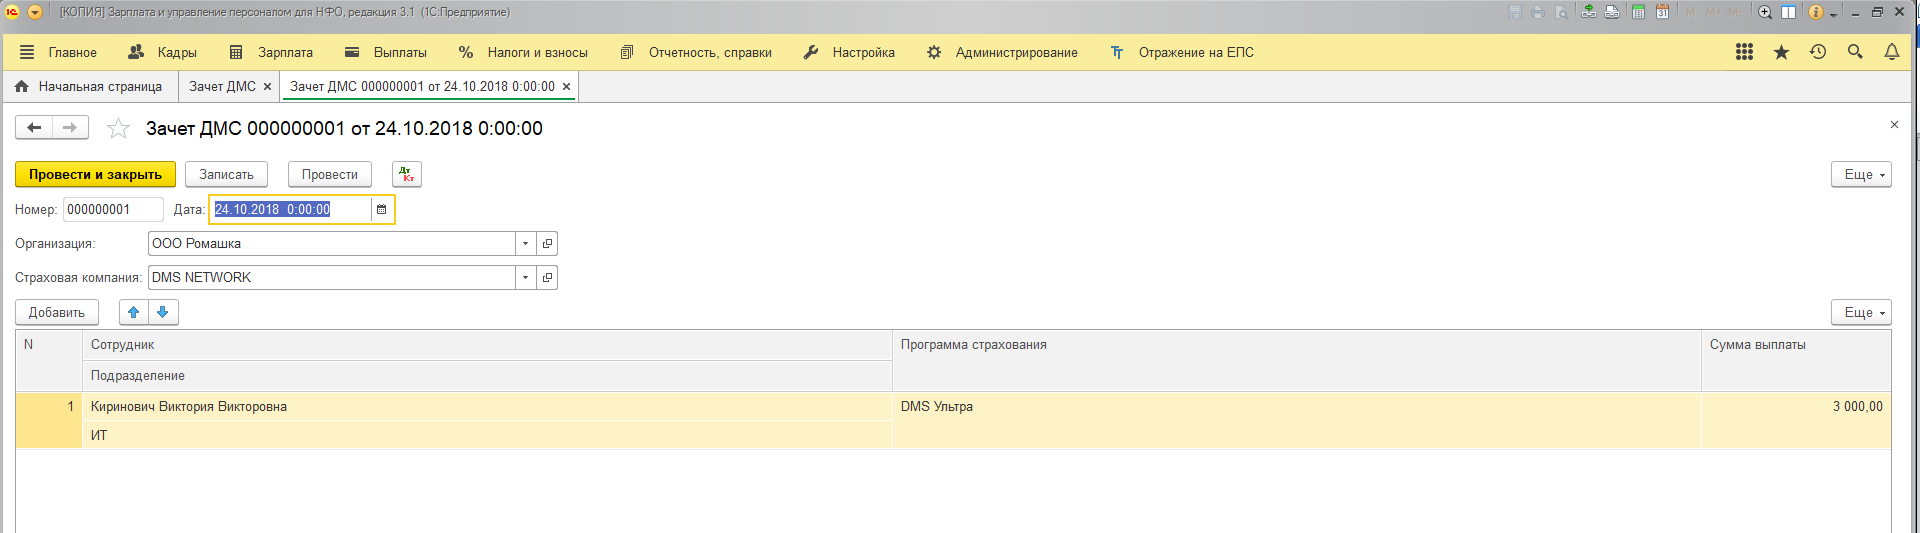 [КОПИЯ] Зарплата и управление персоналом для НФО, редакция 3.1 (1С:Предприятие)
M M+ M-
Главное Кадры Зарплата Выплаты Налоги и взносы Отчетность, справки Настройка Администрирование Отражение на ЕПС
Начальная страница Зачет ДМС × Зачет ДМС 000000001 от 24.10.2018 0:00:00 ×
Зачет ДМС 000000001 от 24.10.2018 0:00:00
Провести и закрыть Записать Провести Дт Кт Еще
Номер: 000000001 Дата: 24.10.2018 0:00:00
Организация: ООО Ромашка
Страховая компания: DMS NETWORK
Добавить Еще
N Сотрудник Программа страхования Сумма выплаты
Подразделение
1 Киринович Виктория Викторовна DMS Ультра 3 000,00
ИТ